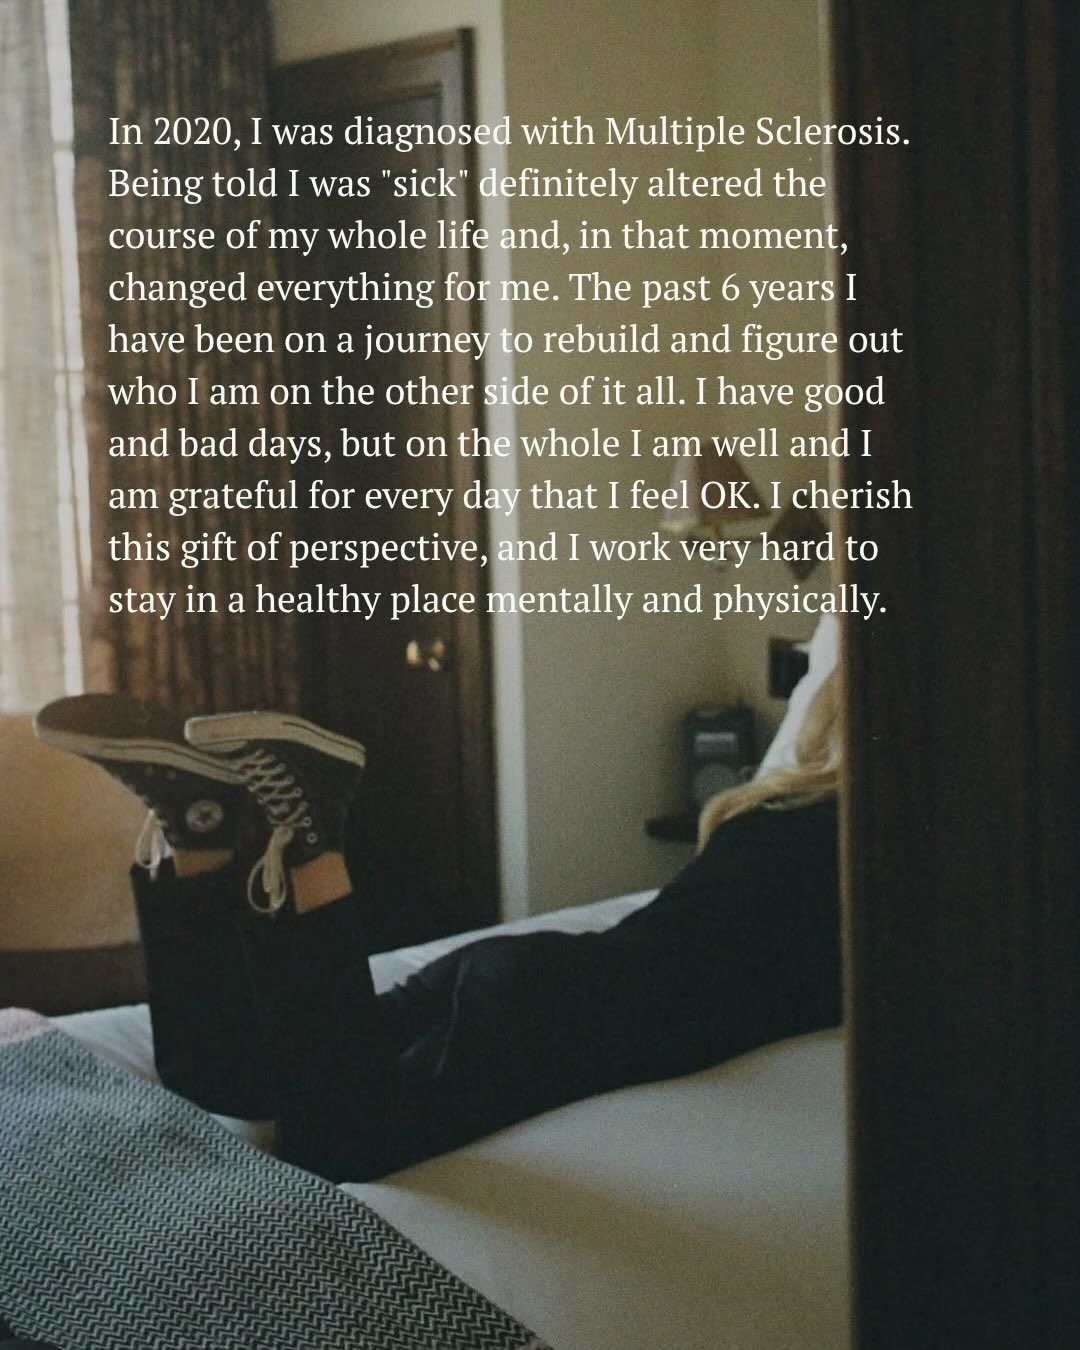 In 2020, I was diagnosed with Multiple Sclerosis.
Being told I was "sick" definitely altered the
course of my whole life and, in that moment,
changed everything for me. The past 6 years I
have been on a journey to rebuild and figure out
who I am on the other side of it all. I have good
and bad days, but on the whole I am well and I
am grateful for every day that I feel OK. I cherish
this gift of perspective, and I work very hard to
stay in a healthy place mentally and physically.